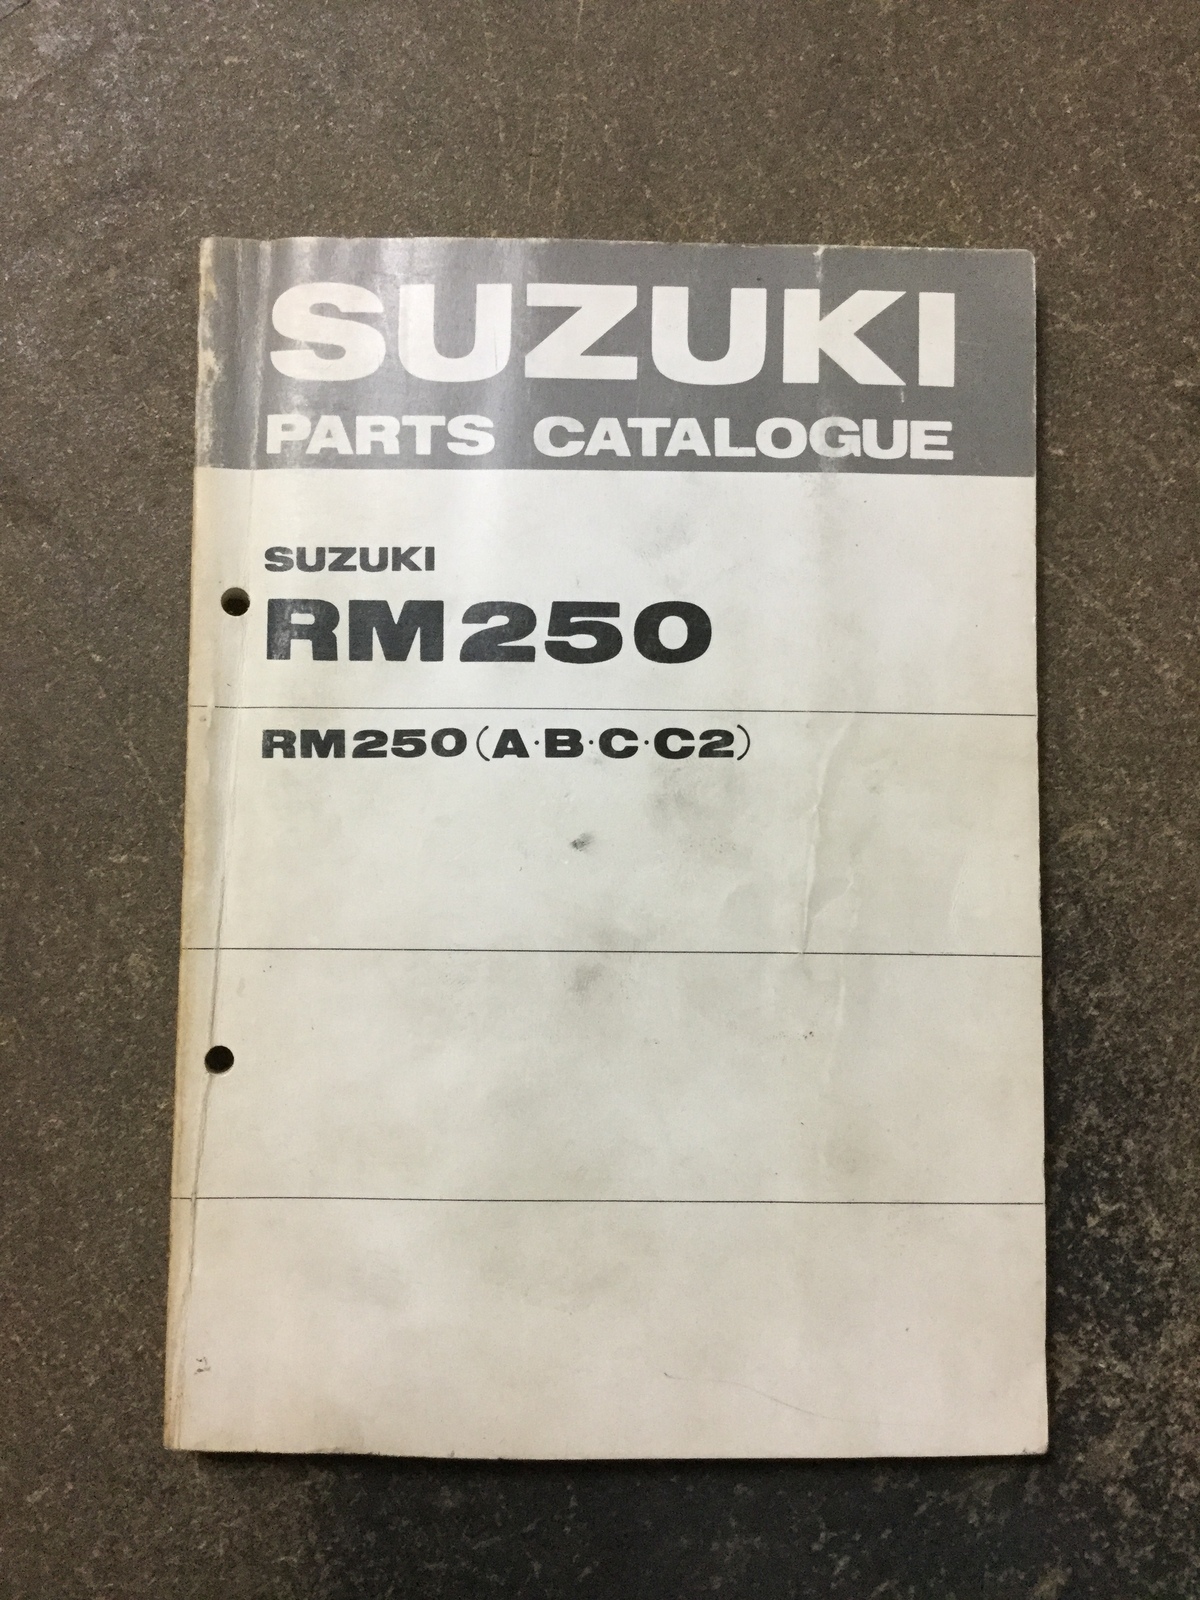 SUZUKI
PARTS CATALOGUE
SUZUKI
RM250
RM250(A·B·C·C2)